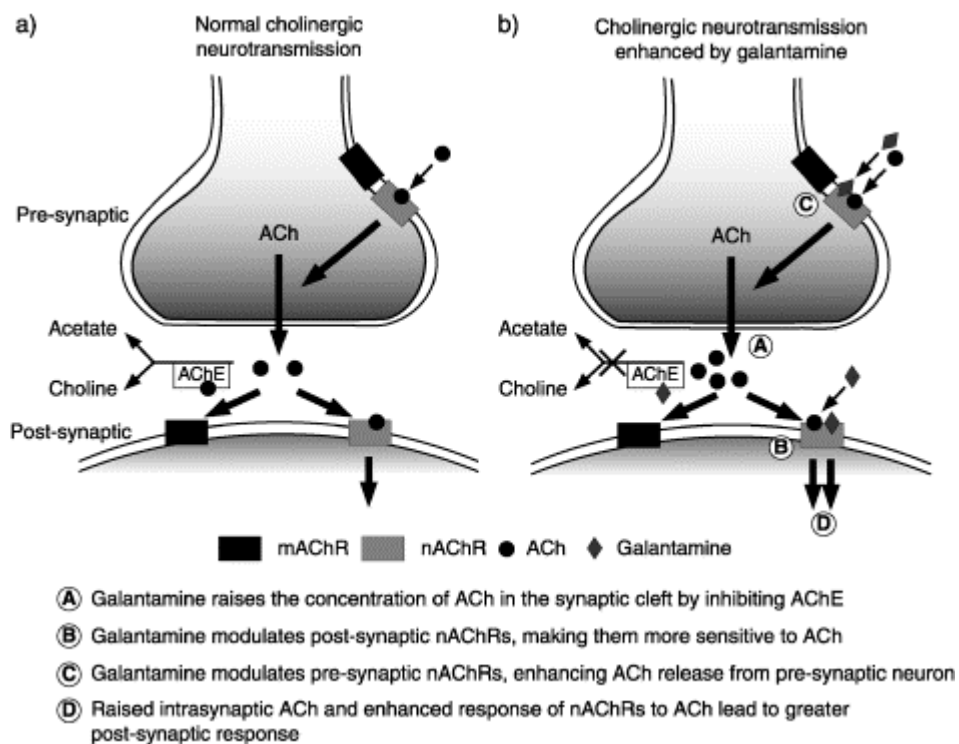 a)
Normal cholinergic
neurotransmission
Pre-synaptic
ACh
Acetate
Choline
AChE
Post-synaptic
b)
Cholinergic neurotransmission
enhanced by galantamine
C
ACh
Acetate
Choline
AChE
A
B
D
mAChR nAChR ACh Galantamine
A Galantamine raises the concentration of ACh in the synaptic cleft by inhibiting AChE
B Galantamine modulates post-synaptic nAChRs, making them more sensitive to ACh
C Galantamine modulates pre-synaptic nAChRs, enhancing ACh release from pre-synaptic neuron
D Raised intrasynaptic ACh and enhanced response of nAChRs to ACh lead to greater
post-synaptic response